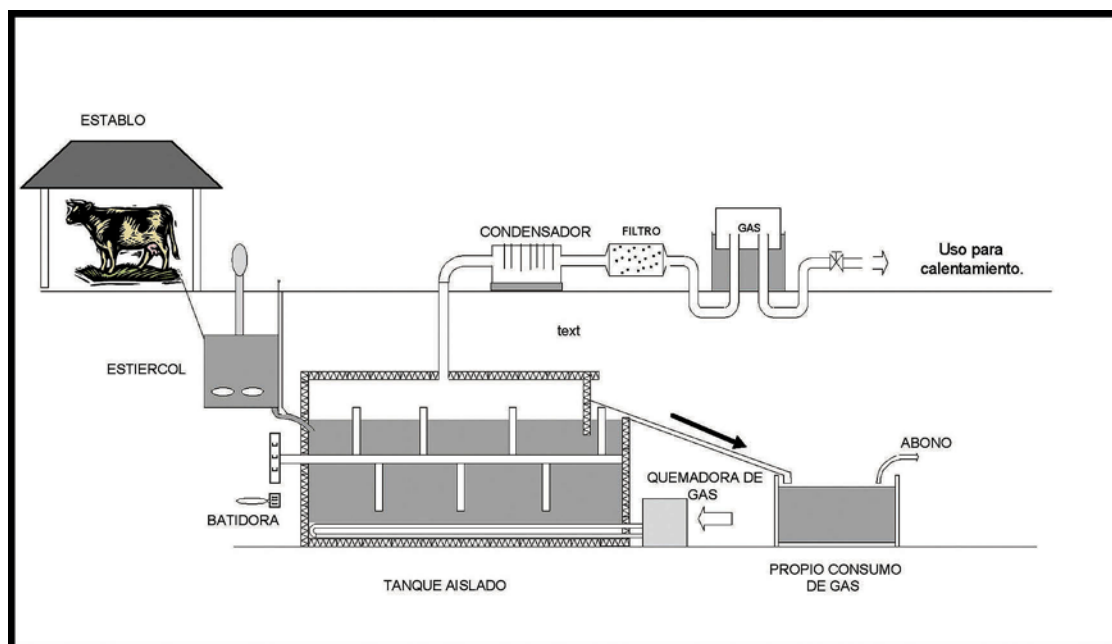 ESTABLO
CONDENSADOR
FILTRO
GAS
Uso para
calentamiento.
text
ESTIERCOL
ABONO
QUEMADORA DE
GAS
BATIDORA
TANQUE AISLADO
PROPIO CONSUMO
DE GAS